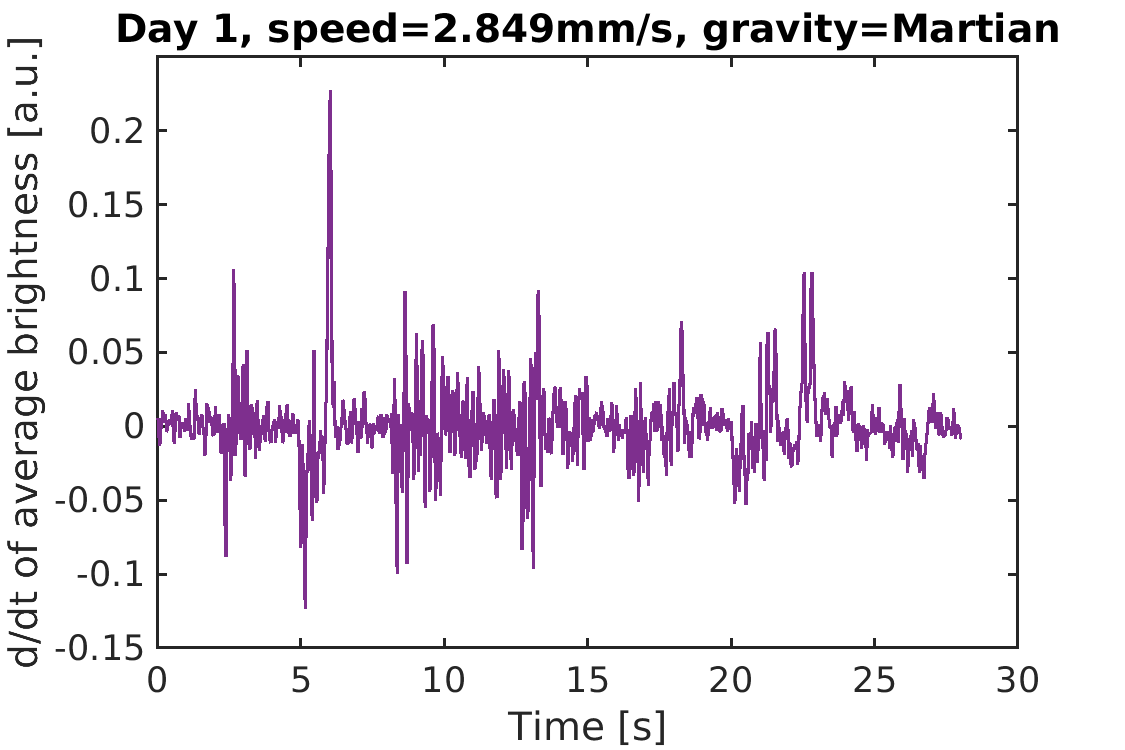 Day 1, speed=2.849mm/s, gravity=Martian
d/dt of average brightness [a.u.]
0.2
0.15
0.1
0.05
0
-0.05
-0.1
-0.15
0 5 10 15 20 25 30
Time [s]